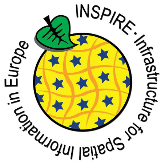 INSPIRE - Infrastructure for Spatial Information in Europe